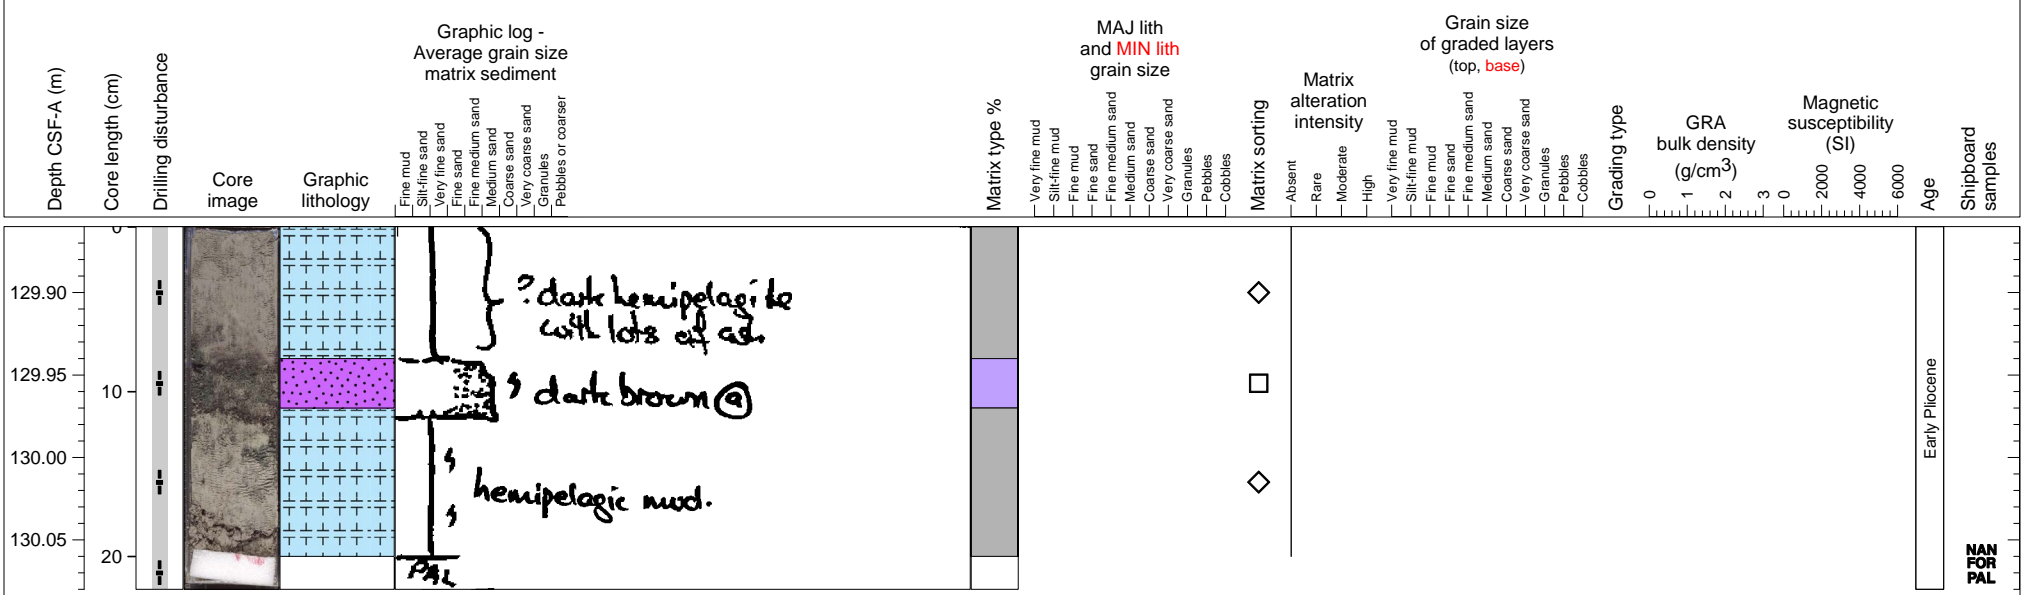 Depth CSF-A (m)
Core length (cm)
Drilling disturbance
Core
image
Graphic
lithology
Graphic log -
Average grain size
matrix sediment
Fine mud
Silt-fine sand
Very fine sand
Fine sand
Fine medium sand
Medium sand
Coarse sand
Very coarse sand
Granules
Pebbles or coarser
Matrix type %
MAJ lith
and MIN lith
grain size
Very fine mud
Silt-fine mud
Fine mud
Fine sand
Fine medium sand
Medium sand
Coarse sand
Very coarse sand
Granules
Pebbles
Cobbles
Matrix sorting
Matrix
alteration
intensity
Absent
Rare
Moderate
High
Grain size
of graded layers
(top, base)
Very fine mud
Silt-fine mud
Fine mud
Fine sand
Fine medium sand
Medium sand
Coarse sand
Very coarse sand
Granules
Pebbles
Cobbles
Grading type
GRA
bulk density
(g/cm3)
0 1 2 3
Magnetic
susceptibility
(SI)
0 2000 4000 6000
Age
Shipboard
samples
0
129.90
? dark hemipelagite
with lots of
129.95
10
dark brown @
130.00
hemipelagic mud.
130.05
20
PAL
Early Pliocene
NAN
FOR
PAL